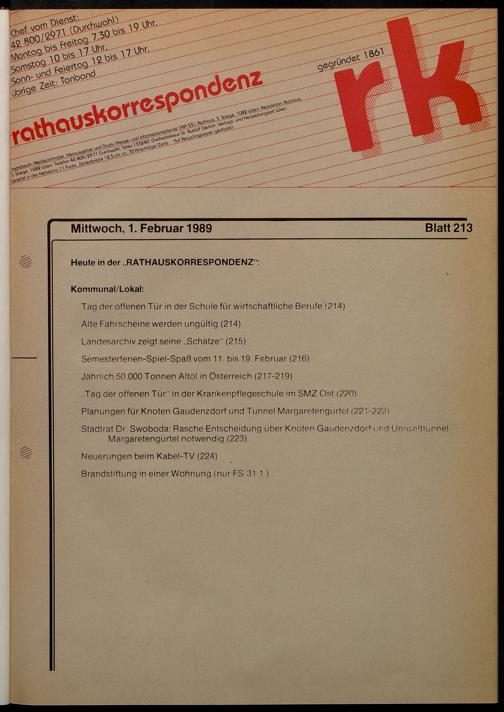 Chef vom Dienst:
42 800/2971 (Durchwahl)
Montag bis Freitag 7.30 bis 19 Uhr,
Samstag 10 bis 17 Uhr,
Sonn- und Feiertag 12 bis 17 Uhr,
übrige Zeit: Tonband
gegründet 1861
rk
rathauskorrespondenz
Mittwoch, 1. Februar 1989 Blatt 213
Heute in der „RATHAUSKORRESPONDENZ":
Kommunal/Lokal:
Tag der offenen Tür in der Schule für wirtschaftliche Berufe (214)
Alte Fahrscheine werden ungültig (214)
Landesarchiv zeigt seine „Schätze" (215)
Semesterferien-Spiel-Spaß vom 11. bis 19. Februar (216)
Jährlich 50.000 Tonnen Altöl in Österreich (217-219)
„Tag der offenen Tür" in der Krankenpflegeschule im SMZ Ost (220)
Planungen für Knoten Gaudenzdorf und Tunnel Margaretengürtel (221-222)
Stadtrat Dr. Swoboda: Rasche Entscheidung über Knoten Gaudenzdorf und Umwelttunnel
Margaretengürtel notwendig (223)
Neuerungen beim Kabel-TV (224)
Brandstiftung in einer Wohnung (nur FS 31.1.)